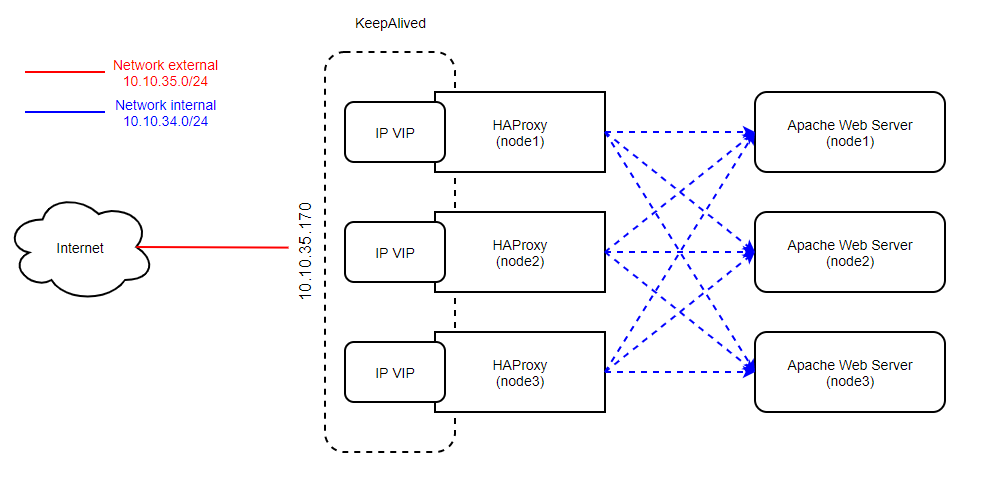 KeepAlived
Network external
10.10.35.0/24
Network internal
10.10.34.0/24
IP VIP
HAProxy
(node1)
Apache Web Server
(node1)
Internet
10.10.35.170
IP VIP
HAProxy
(node2)
Apache Web Server
(node2)
IP VIP
HAProxy
(node3)
Apache Web Server
(node3)